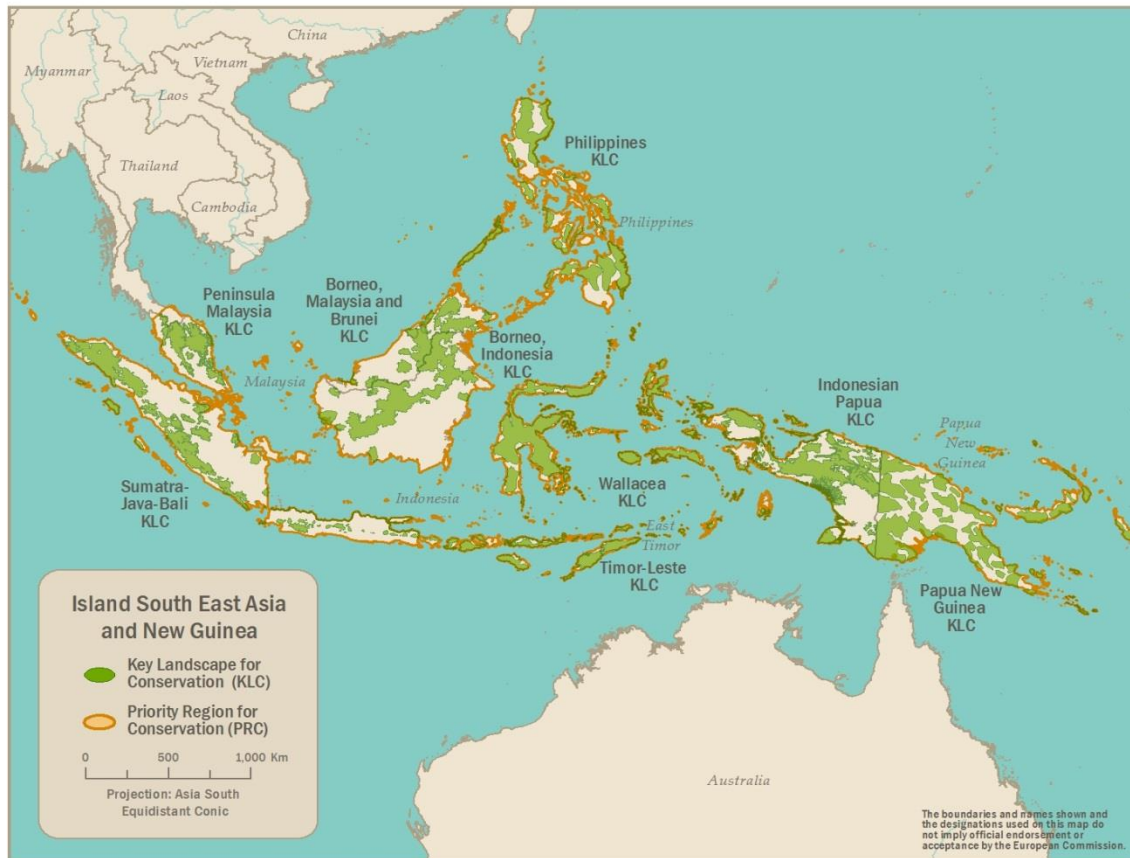 China
Myanmar
Vietnam
Laos
Thailand
Cambodia
Philippines
KLC
Philippines
Peninsula
Malaysia
KLC
Borneo,
Malaysia and
Brunei
KLC
Borneo,
Indonesia
KLC
Malaysia
Indonesian
Papua
KLC
Papua
New
Guinea
Sumatra-
Java-Bali
KLC
Indonesia
Wallacea
KLC
East
Timor
Timor-Leste
KLC
Papua New
Guinea
KLC
Australia
Island South East Asia
and New Guinea
Key Landscape for
Conservation (KLC)
Priority Region for
Conservation (PRC)
0 500 1,000 Km
Projection: Asia South
Equidistant Conic
The boundaries and names shown and
the designations used on this map do
not imply official endorsement or
acceptance by the European Commission.